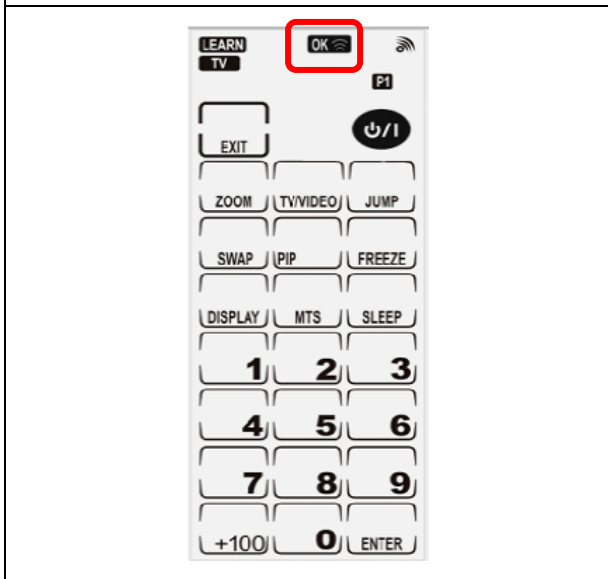 LEARN OK
TV
P1
/I
EXIT
ZOOM TV/VIDEO JUMP
SWAP PIP FREEZE
DISPLAY MTS SLEEP
1 2 3
4 5 6
7 8 9
+100 0 ENTER